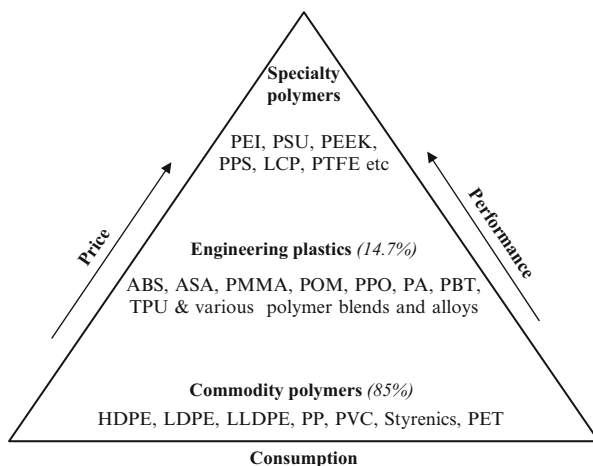 Specialty
polymers
PEI, PSU, PEEK,
PPS, LCP, PTFE etc
Price
Performance
Engineering plastics (14.7%)
ABS, ASA, PMMA, POM, PPO, PA, PBT,
TPU & various polymer blends and alloys
Commodity polymers (85%)
HDPE, LDPE, LLDPE, PP, PVC, Styrenics, PET
Consumption